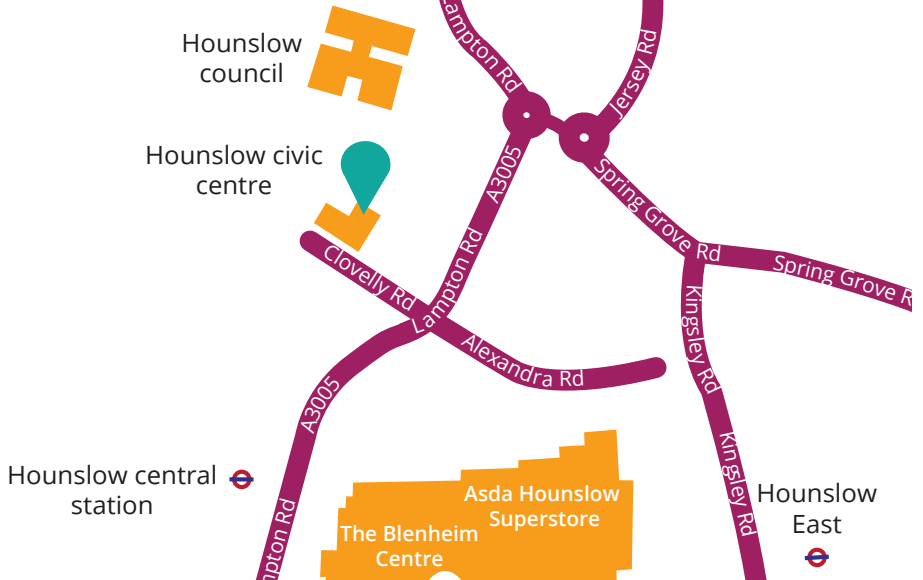 Lampton Rd
Jersey Rd
Hounslow
council
Hounslow civic
centre
A3005
Spring Grove Rd
Spring Grove R
Clovelly Rd
Lampton Rd
Kingsley Rd
Alexandra Rd
A3005
Kingsley Rd
Hounslow central
station
Asda Hounslow
Superstore
Hounslow
East
The Blenheim
Centre
mpton Rd